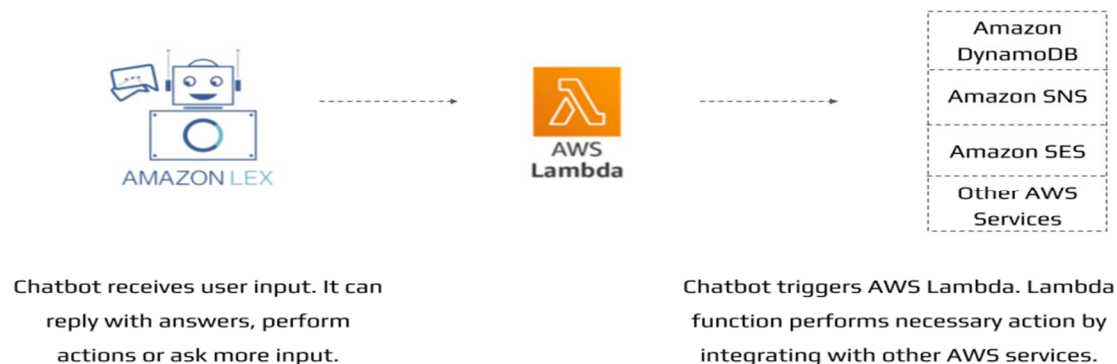 AMAZON LEX
AWS
Lambda
Amazon
DynamoDB
Amazon SNS
Amazon SES
Other AWS
Services
Chatbot receives user input. It can
reply with answers, perform
actions or ask more input.
Chatbot triggers AWS Lambda. Lambda
function performs necessary action by
integrating with other AWS services.